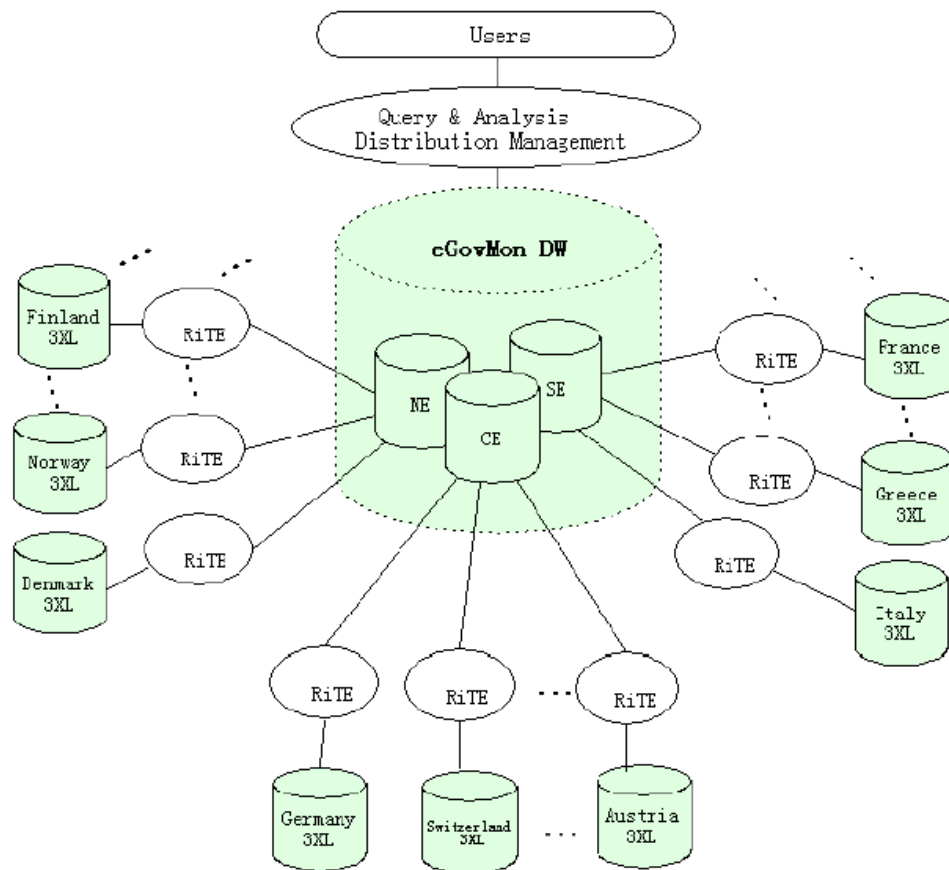 Users
Query & Analysis
Distribution Management
eGovMon DW
Finland
3XL
RiTE
RiTE
France
3XL
NE
SE
CE
Norway
3XL
RiTE
RiTE
Greece
3XL
Denmark
3XL
RiTE
RiTE
Italy
3XL
RiTE
RiTE
RiTE
Germany
3XL
Switzerland
3XL
Austria
3XL